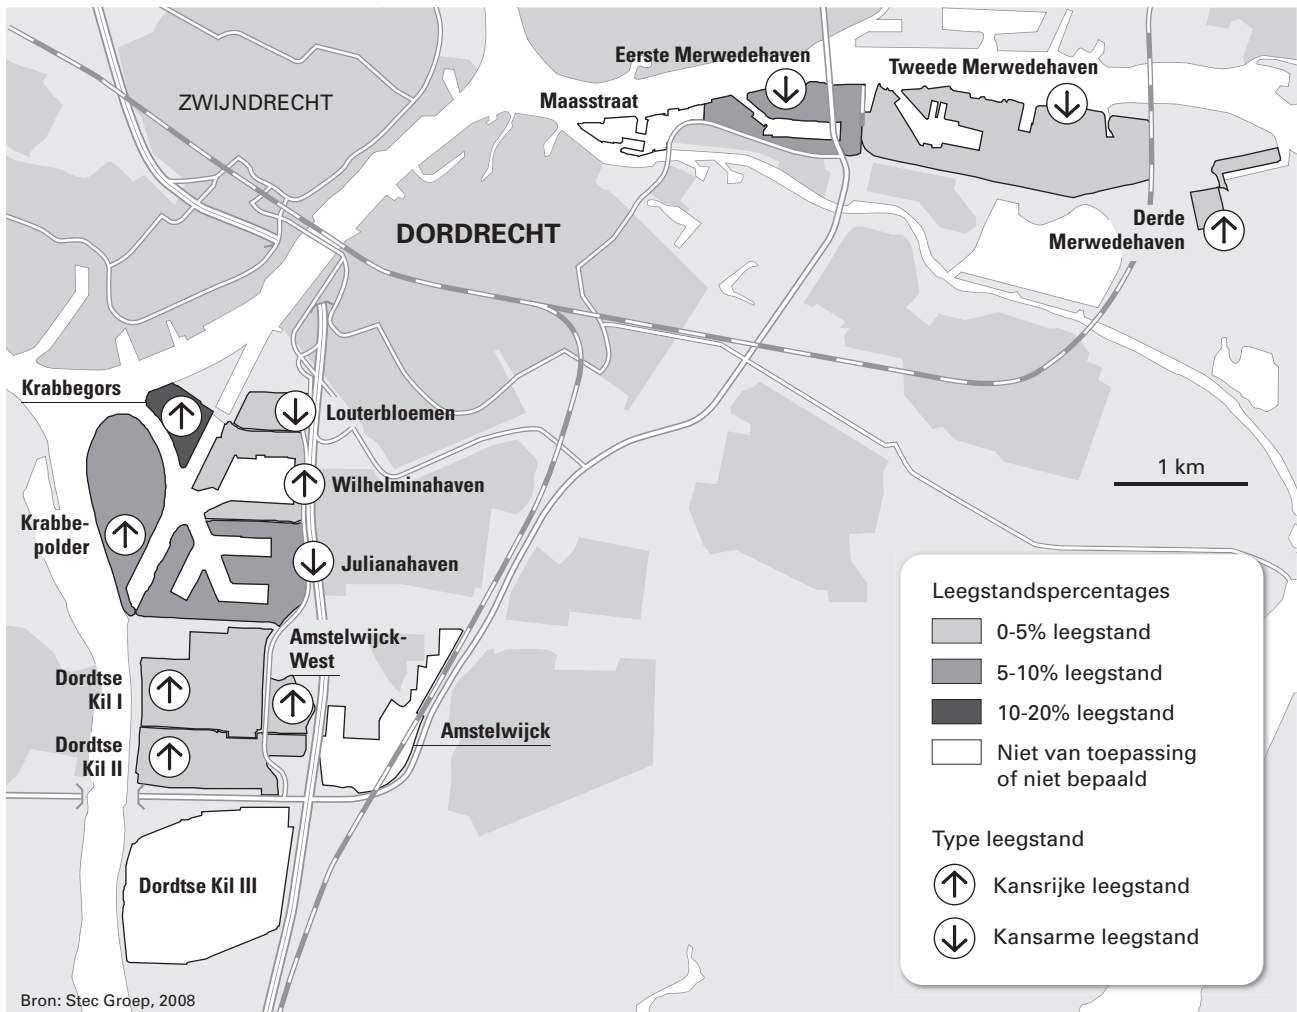 Eerste Merwedehaven
Tweede Merwedehaven
ZWIJNDRECHT
Maasstraat
DORDRECHT
Derde
Merwedehaven
Krabbegors
Louterbloemen
1 km
Wilhelminahaven
Krabbe-
polder
Julianahaven
Amstelwijck-
West
Dordtse
Kil I
Amstelwijck
Dordtse
Kil II
Dordtse Kil III
Leegstandspercentages
0-5% leegstand
5-10% leegstand
10-20% leegstand
Niet van toepassing
of niet bepaald
Type leegstand
Kansrijke leegstand
Kansarme leegstand
Bron: Stec Groep, 2008